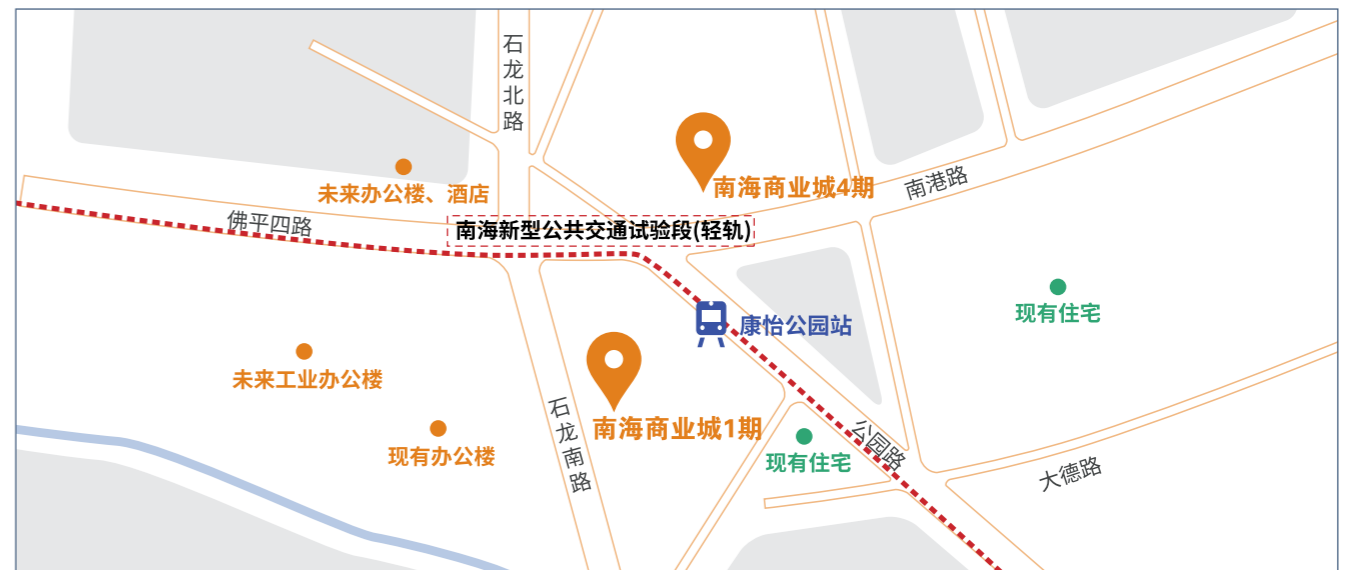 石龙北路
南海商业城4期
南港路
未来办公楼、酒店
佛平四路
南海新型公共交通试验段(轻轨)
现有住宅
康怡公园站
未来工业办公楼
石龙南路
南海商业城1期
现有办公楼
现有住宅
公园路
大德路